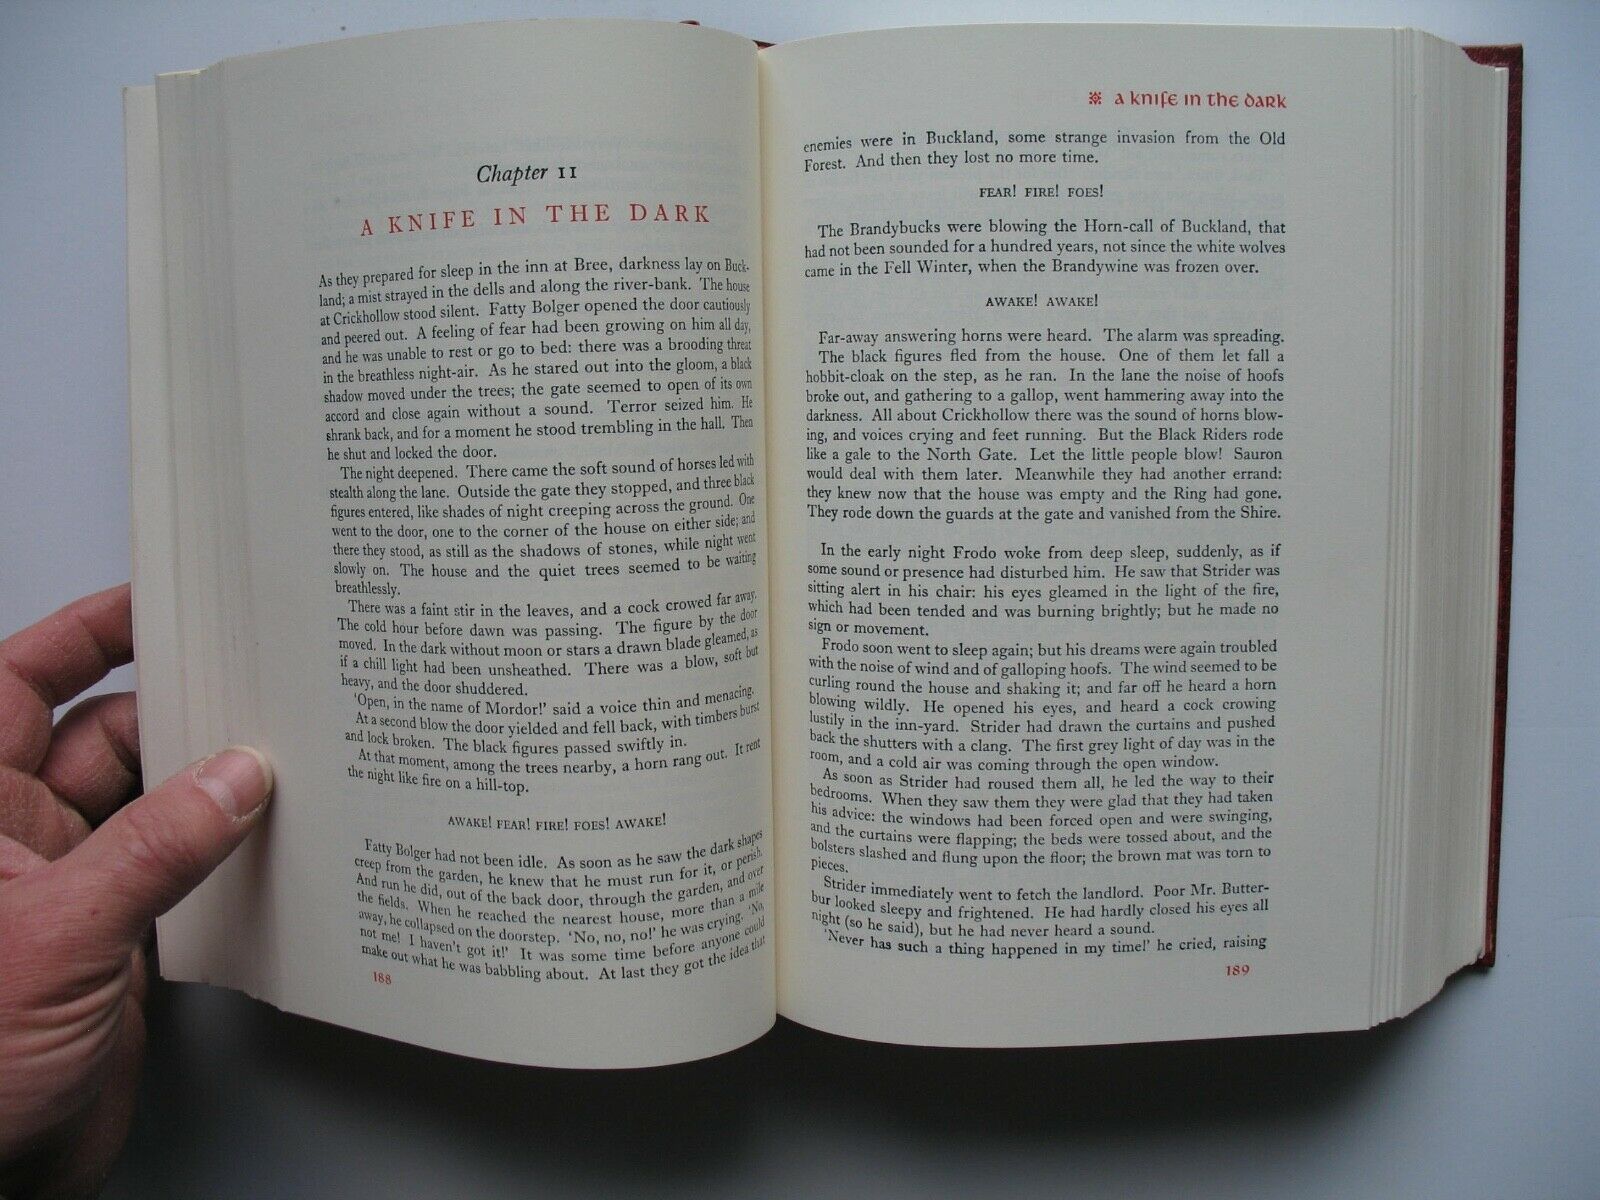 Chapter 11
A KNIFE IN THE DARK
As they prepared for sleep in the inn at Bree, darkness lay on Buck-
land; a mist strayed in the dells and along the river-bank. The house
at Crickhollow stood silent. Fatty Bolger opened the door cautiously
and peered out. A feeling of fear had been growing on him all day,
and he was unable to rest or go to bed: there was a brooding threat
in the breathless night-air. As he stared out into the gloom, a black
shadow moved under the trees; the gate seemed to open of its own
accord and close again without a sound. Terror seized him. He
shrank back, and for a moment he stood trembling in the hall. Then
he shut and locked the door.
The night deepened. There came the soft sound of horses led with
stealth along the lane. Outside the gate they stopped, and three black
figures entered, like shades of night creeping across the ground. One
went to the door, one to the corner of the house on either side; and
there they stood, as still as the shadows of stones, while night went
slowly on. The house and the quiet trees seemed to be waiting
breathlessly.
There was a faint stir in the leaves, and a cock crowed far away.
The cold hour before dawn was passing. The figure by the door
moved. In the dark without moon or stars a drawn blade gleamed, as
if a chill light had been unsheathed. There was a blow, soft but
heavy, and the door shuddered.
'Open, in the name of Mordor!' said a voice thin and menacing.
At a second blow the door yielded and fell back, with timbers burst
and lock broken. The black figures passed swiftly in.
At that moment, among the trees nearby, a horn rang out. It rent
the night like fire on a hill-top.
AWAKE! FEAR! FIRE! FOES! AWAKE!
Fatty Bolger had not been idle. As soon as he saw the dark shapes
creep from the garden, he knew that he must run for it, or perish.
And run he did, out of the back door, through the garden, and over
the fields. When he reached the nearest house, more than a mile
away, he collapsed on the doorstep. 'No, no, no!' he was crying. 'No,
not me! I haven't got it!' It was some time before anyone could
make out what he was babbling about. At last they got the idea that
188
a knife in the dark
enemies were in Buckland, some strange invasion from the Old
Forest. And then they lost no more time.
FEAR! FIRE! FOES!
The Brandybucks were blowing the Horn-call of Buckland, that
had not been sounded for a hundred years, not since the white wolves
came in the Fell Winter, when the Brandywine was frozen over.
AWAKE! AWAKE!
Far-away answering horns were heard. The alarm was spreading.
The black figures fled from the house. One of them let fall a
hobbit-cloak on the step, as he ran. In the lane the noise of hoofs
broke out, and gathering to a gallop, went hammering away into the
darkness. All about Crickhollow there was the sound of horns blow-
ing, and voices crying and feet running. But the Black Riders rode
like a gale to the North Gate. Let the little people blow! Sauron
would deal with them later. Meanwhile they had another errand:
they knew now that the house was empty and the Ring had gone.
They rode down the guards at the gate and vanished from the Shire.
In the early night Frodo woke from deep sleep, suddenly, as if
some sound or presence had disturbed him. He saw that Strider was
sitting alert in his chair: his eyes gleamed in the light of the fire,
which had been tended and was burning brightly; but he made no
sign or movement.
Frodo soon went to sleep again; but his dreams were again troubled
with the noise of wind and of galloping hoofs. The wind seemed to be
curling round the house and shaking it; and far off he heard a horn
blowing wildly. He opened his eyes, and heard a cock crowing
lustily in the inn-yard. Strider had drawn the curtains and pushed
back the shutters with a clang. The first grey light of day was in the
room, and a cold air was coming through the open window.
As soon as Strider had roused them all, he led the way to their
bedrooms. When they saw them they were glad that they had taken
his advice: the windows had been forced open and were swinging,
and the curtains were flapping; the beds were tossed about, and the
bolsters slashed and flung upon the floor; the brown mat was torn to
pieces.
Strider immediately went to fetch the landlord. Poor Mr. Butter-
bur looked sleepy and frightened. He had hardly closed his eyes all
night (so he said), but he had never heard a sound.
'Never has such a thing happened in my time!' he cried, raising
189